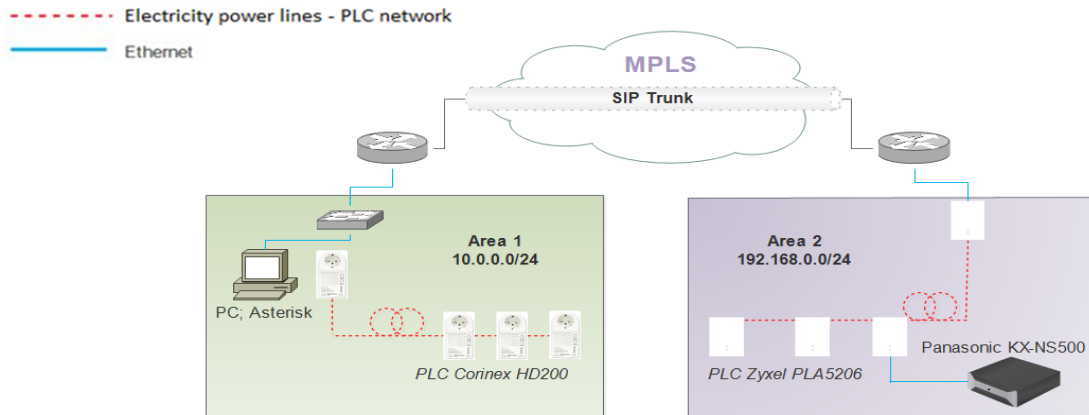 Electricity power lines - PLC network
Ethernet
MPLS
SIP Trunk
Area 1
10.0.0.0/24
PC; Asterisk
PLC Corinex HD200
Area 2
192.168.0.0/24
PLC Zyxel PLA5206
Panasonic KX-NS500